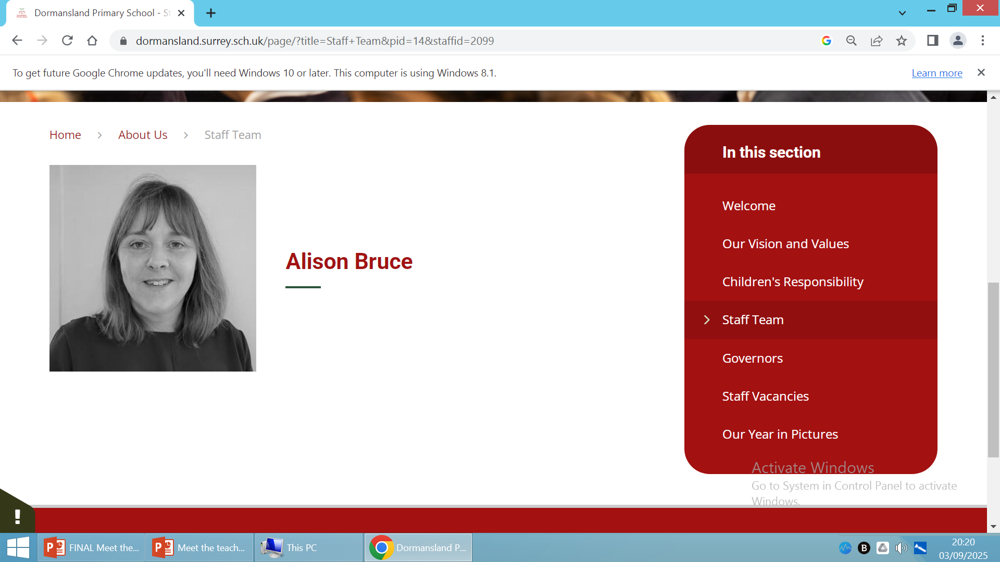 Dormansland Primary School - St
dormansland.surrey.sch.uk/page/?title=Staff+Team&pid=14&staffid=2099
To get future Google Chrome updates, you'll need Windows 10 or later. This computer is using Windows 8.1.
Learn more
Home > About Us > Staff Team
Alison Bruce
In this section
Welcome
Our Vision and Values
Children's Responsibility
Staff Team
Governors
Staff Vacancies
Our Year in Pictures
Activate Windows
Go to System in Control Panel to activate
Windows.
FINAL Meet the...
Meet the teach...
This PC
Dormansland P...
20:20
03/09/2025